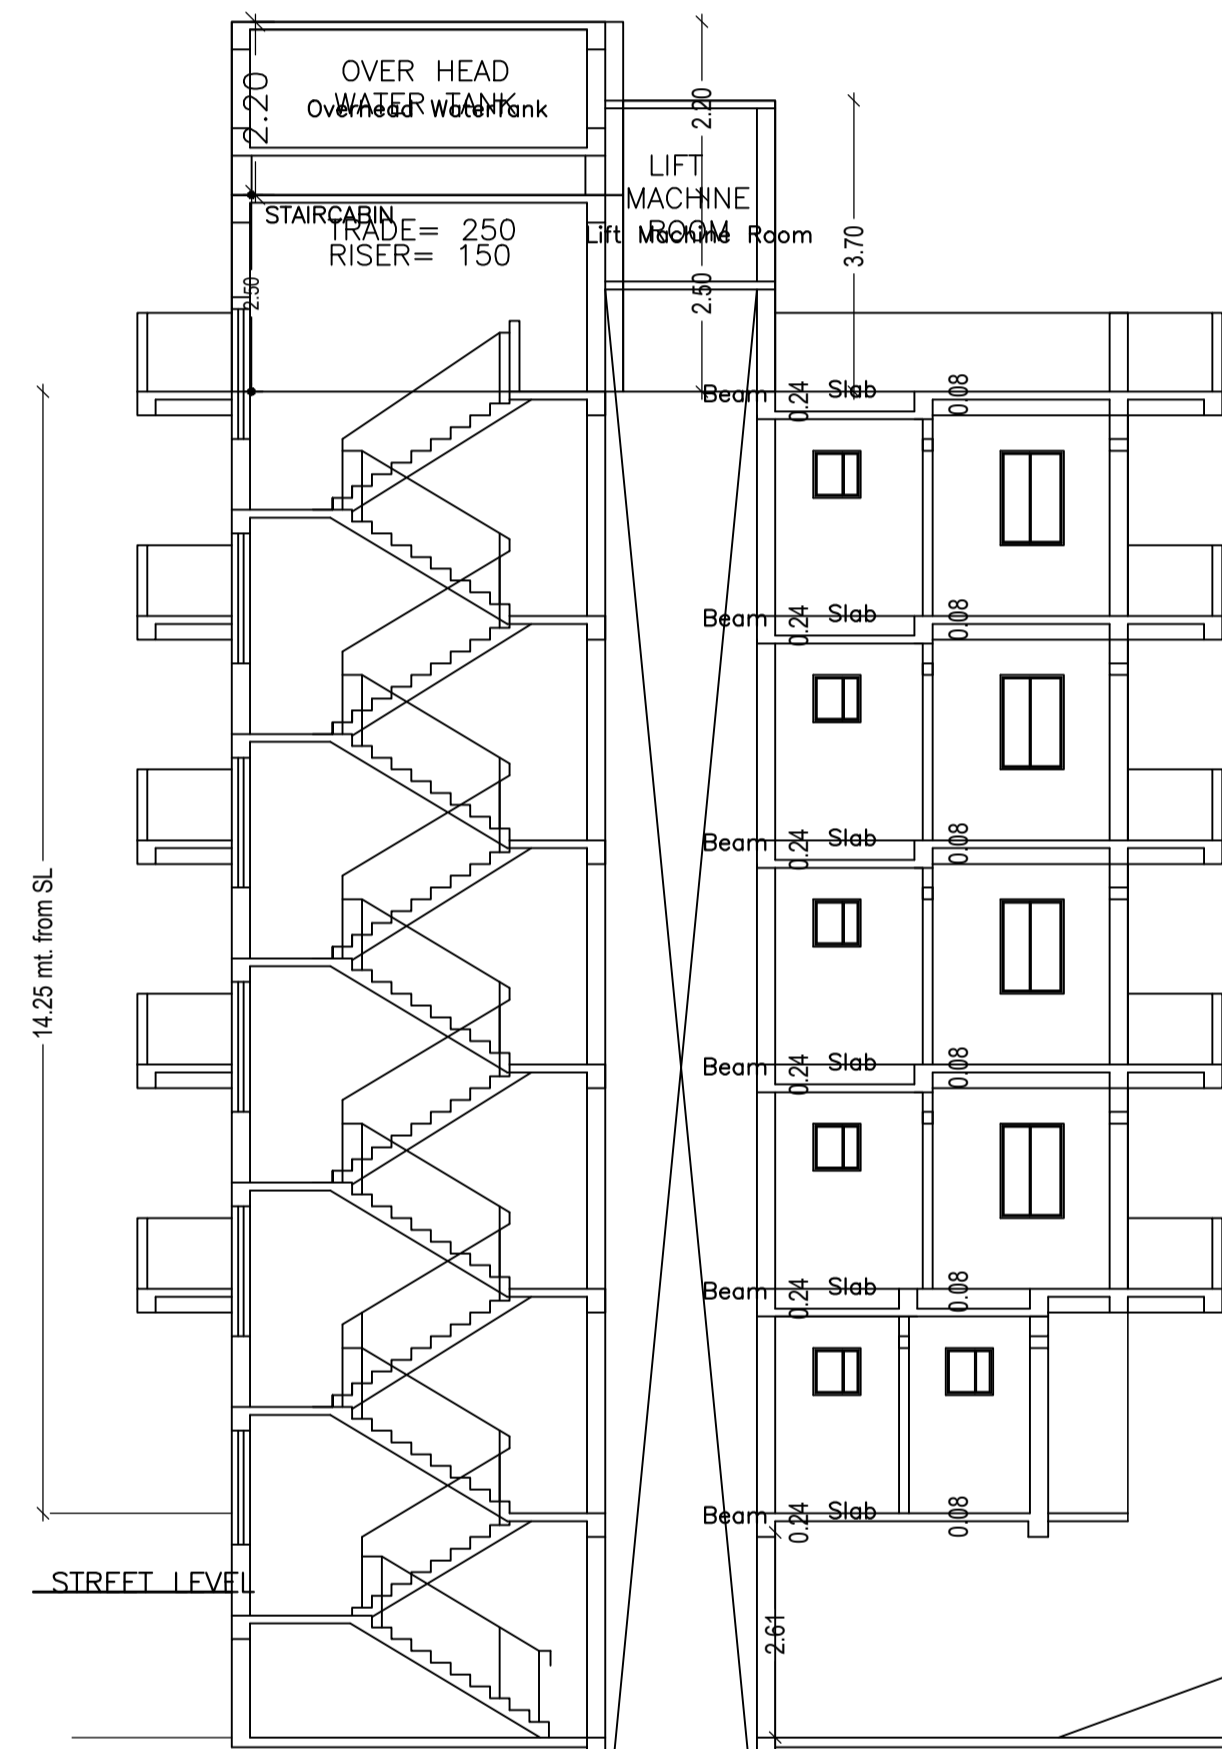 OVER HEAD
WATER TANK
Overhead WaterTank
2.20
2.20
LIFT
MACHINE
ROOM
Lift Machine Room
STAIRCABIN
TRADE= 250
RISER= 150
2.50
2.50
3.70
Beam 0.24 Slab 0.08
Beam 0.24 Slab 0.08
Beam 0.24 Slab 0.08
14.25 mt. from SL
Beam 0.24 Slab 0.08
Beam 0.24 Slab 0.08
Beam 0.24 Slab 0.08
STREET LEVEL
2.61